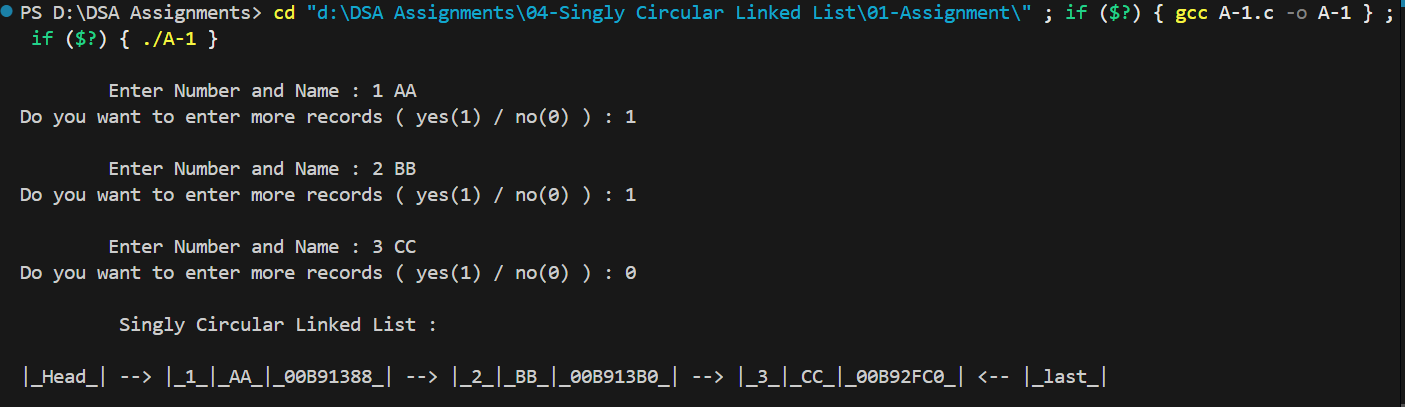 PS D:\DSA Assignments> cd "d:\DSA Assignments\04-Singly Circular Linked List\01-Assignment\" ; if ($?) { gcc A-1.c -o A-1 } ;
if ($?) { ./A-1 }
Enter Number and Name : 1 AA
Do you want to enter more records ( yes(1) / no(0) ) : 1
Enter Number and Name : 2 BB
Do you want to enter more records ( yes(1) / no(0) ) : 1
Enter Number and Name : 3 CC
Do you want to enter more records ( yes(1) / no(0) ) : 0
Singly Circular Linked List :
|_Head_| --> |_1_|_AA_|_00B91388_| --> |_2_|_BB_|_00B913B0_| --> |_3_|_CC_|_00B92FC0_| <-- |_last_|